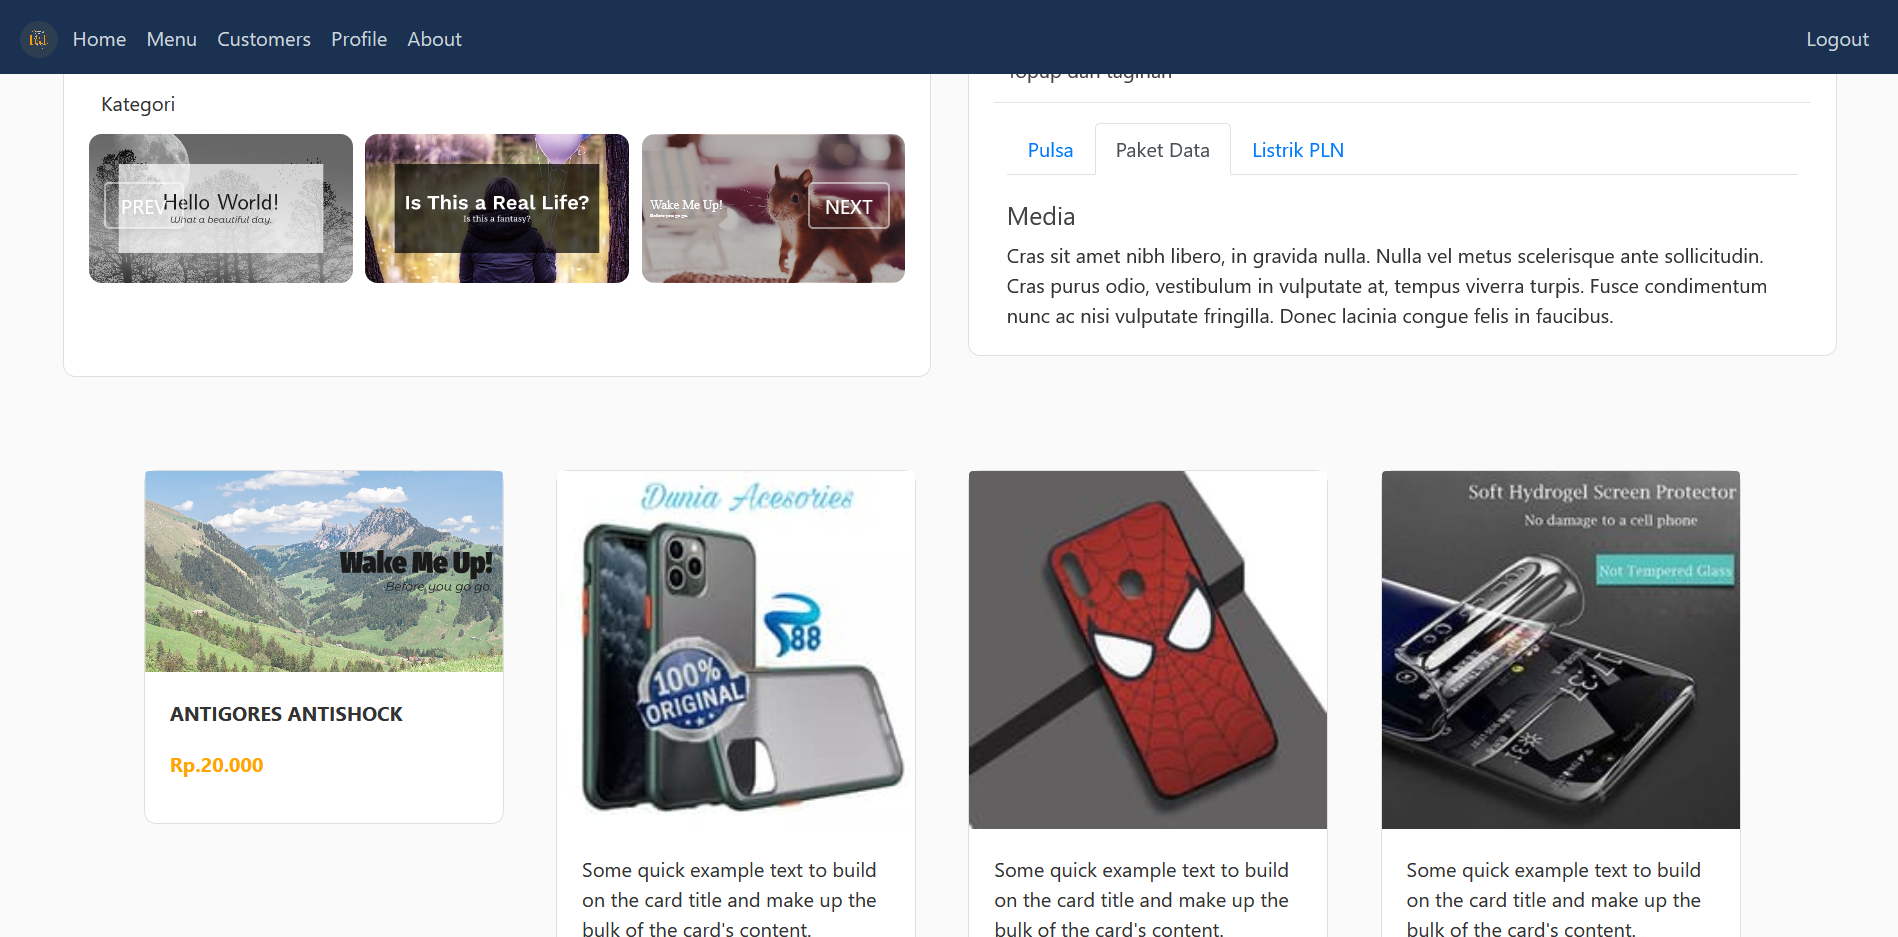 Home Menu Customers Profile About Logout
Kategori
PREV
Hello World!
What a beautiful day.
Is This a Real Life?
Is this a fantasy?
Wake Me Up!
Before you go go.
NEXT
Topup dan tagihan
Pulsa Paket Data Listrik PLN
Media
Cras sit amet nibh libero, in gravida nulla. Nulla vel metus scelerisque ante sollicitudin.
Cras purus odio, vestibulum in vulputate at, tempus viverra turpis. Fusce condimentum
nunc ac nisi vulputate fringilla. Donec lacinia congue felis in faucibus.
Wake Me Up!
Before you go go.
ANTIGORES ANTISHOCK
Rp.20.000
Dunia Acesories
88
100%
ORIGINAL
Some quick example text to build
on the card title and make up the
bulk of the card's content.
Some quick example text to build
on the card title and make up the
bulk of the card's content.
Soft Hydrogel Screen Protector
No damage to a cell phone
Not Tempered Glass
Some quick example text to build
on the card title and make up the
bulk of the card's content.